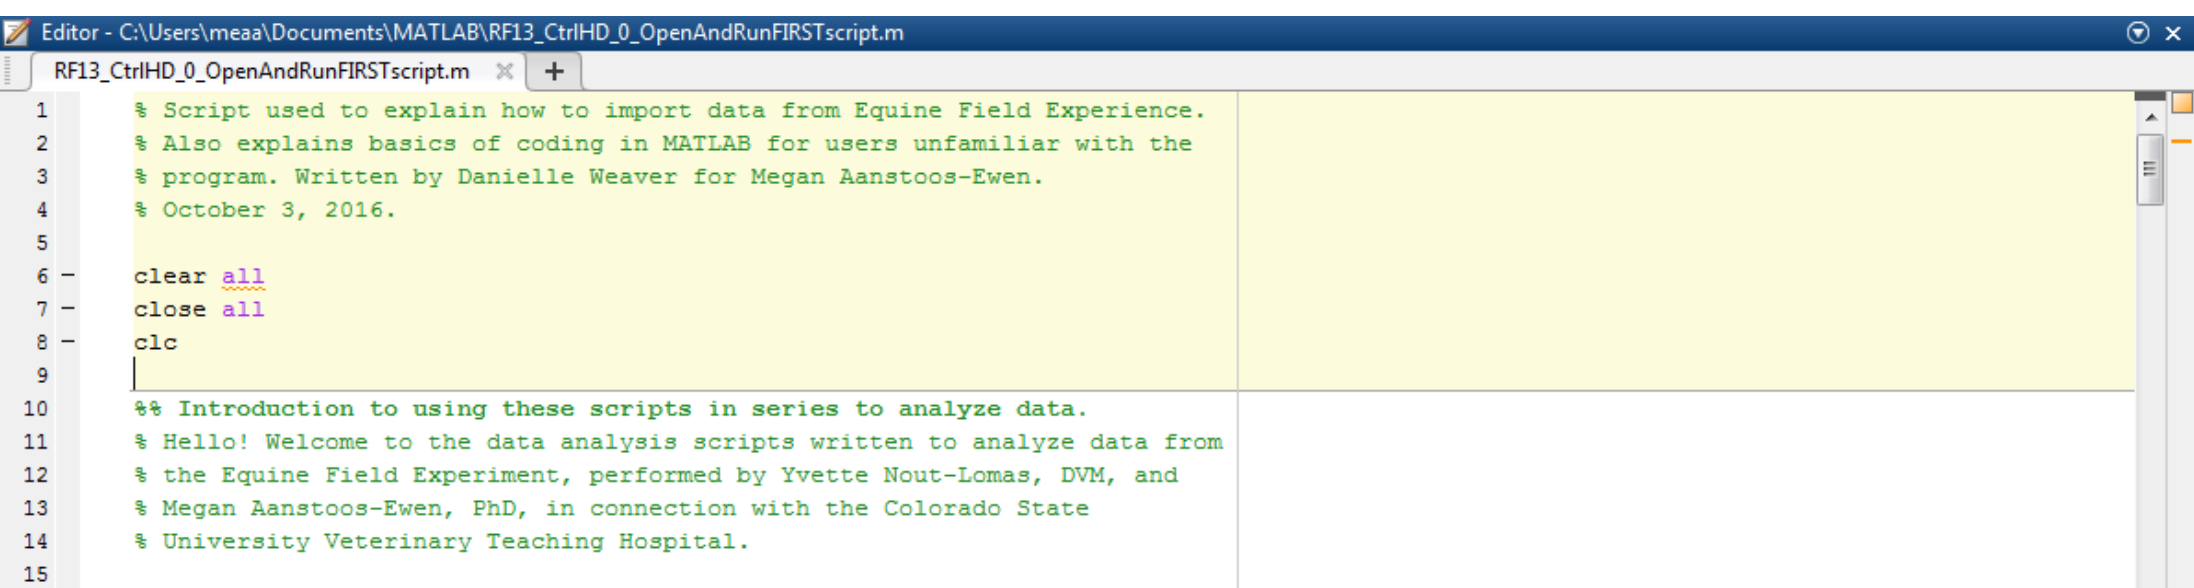 Editor - C:\Users\meaa\Documents\MATLAB\RF13_CtrlHD_0_OpenAndRunFIRSTscript.m
RF13_CtrlHD_0_OpenAndRunFIRSTscript.m
1 % Script used to explain how to import data from Equine Field Experience.
2 % Also explains basics of coding in MATLAB for users unfamiliar with the
3 % program. Written by Danielle Weaver for Megan Aanstoos-Ewen.
4 % October 3, 2016.
5
6 - clear all
7 - close all
8 - clc
9
10 %% Introduction to using these scripts in series to analyze data.
11 % Hello! Welcome to the data analysis scripts written to analyze data from
12 % the Equine Field Experiment, performed by Yvette Nout-Lomas, DVM, and
13 % Megan Aanstoos-Ewen, PhD, in connection with the Colorado State
14 % University Veterinary Teaching Hospital.
15